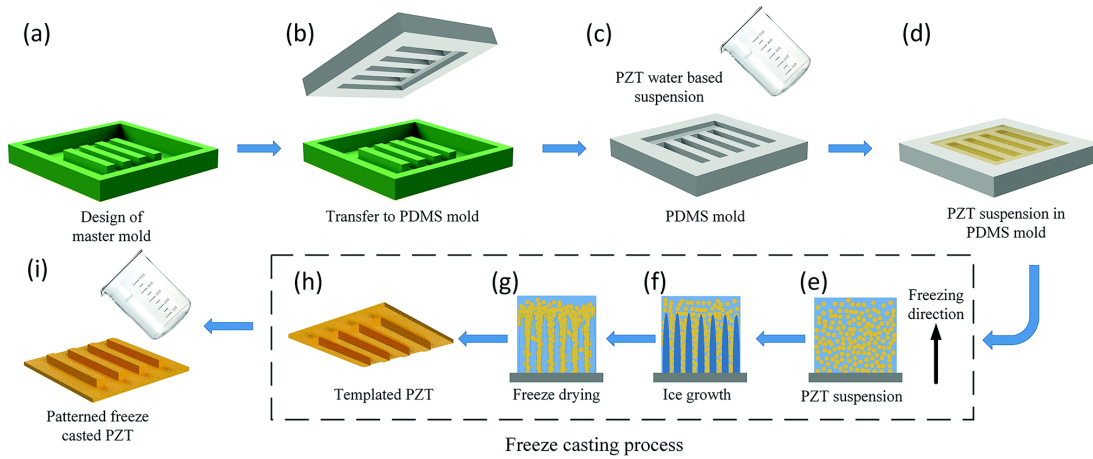 (a)
(b)
(c)
(d)
PZT water based
suspension
Design of
master mold
Transfer to PDMS mold
PDMS mold
PZT suspension in
PDMS mold
(i)
(h)
(g)
(f)
(e)
Freezing
direction
Patterned freeze
casted PZT
Templated PZT
Freeze drying
Ice growth
PZT suspension
Freeze casting process